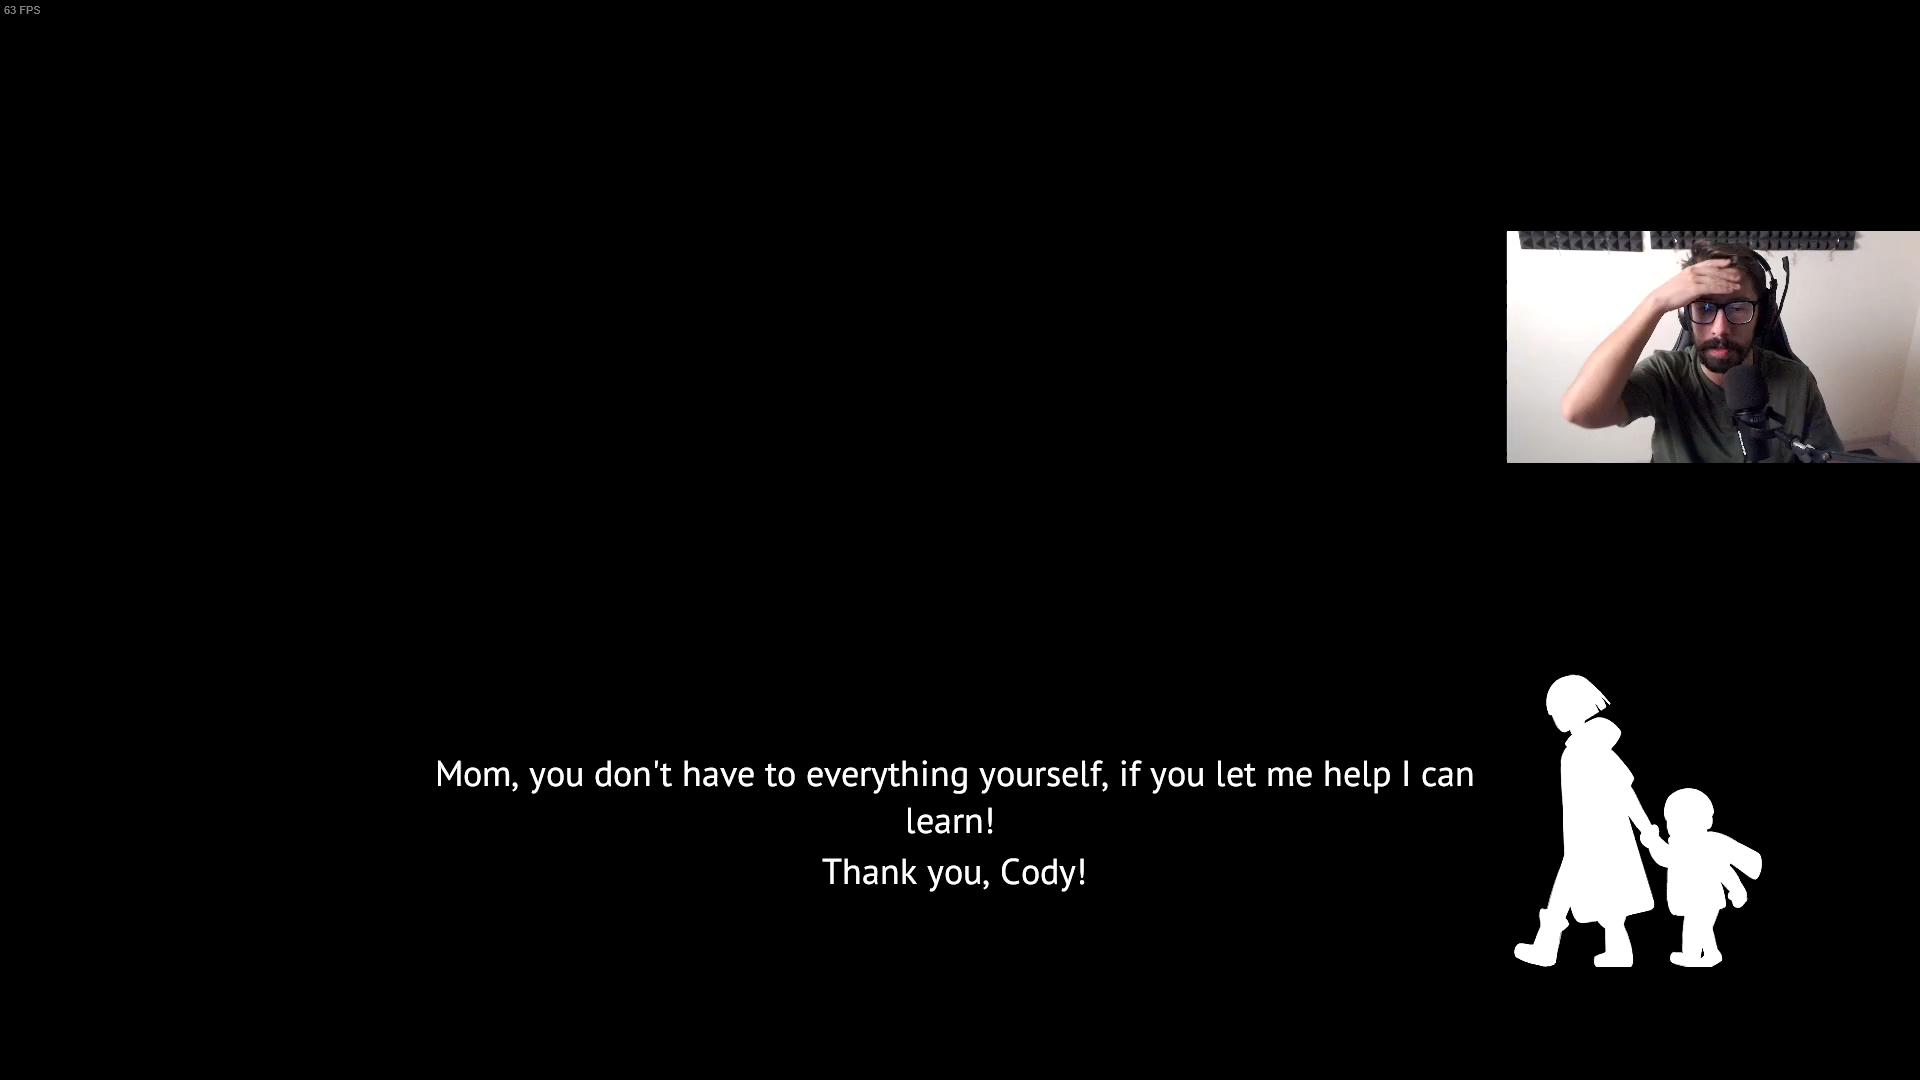 63 FPS
Mom, you don't have to everything yourself, if you let me help I can
learn!
Thank you, Cody!